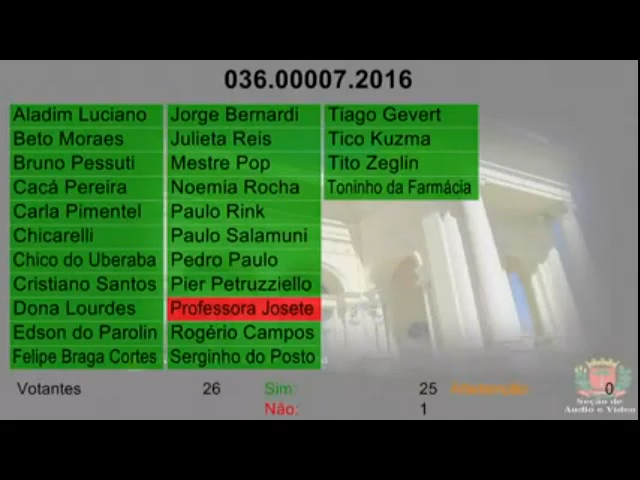 036.00007.2016
Aladim Luciano Jorge Bernardi Tiago Gevert
Beto Moraes Julieta Reis Tico Kuzma
Bruno Pessuti Mestre Pop Tito Zeglin
Cacá Pereira Noemia Rocha Toninho da Farmácia
Carla Pimentel Paulo Rink
Chicarelli Paulo Salamuni
Chico do Uberaba Pedro Paulo
Cristiano Santos Pier Petruzziello
Dona Lourdes Professora Josete
Edson do Parolin Rogério Campos
Felipe Braga Cortes Serginho do Posto
Votantes 26 Sim: 25 0
Não: 1
Seção de
Áudio e Vídeo